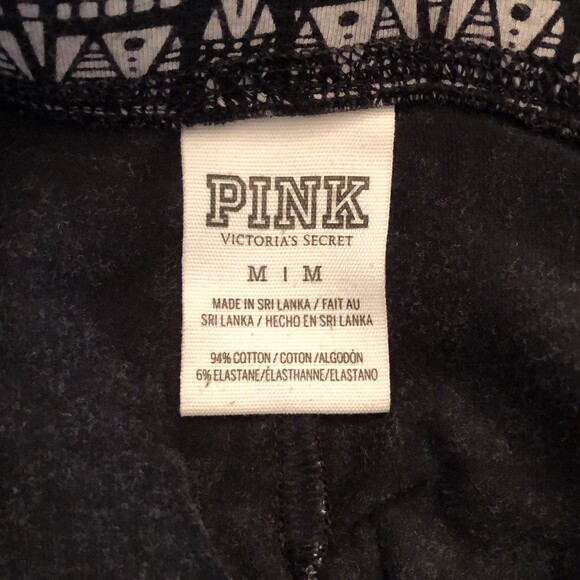 PINK
VICTORIA'S SECRET
M | M
MADE IN SRI LANKA / FAIT AU
SRI LANKA / HECHO EN SRI LANKA
94% COTTON / COTON /ALGODÓN
6% ELASTANE/ÉLASTHANNE/ELASTANO